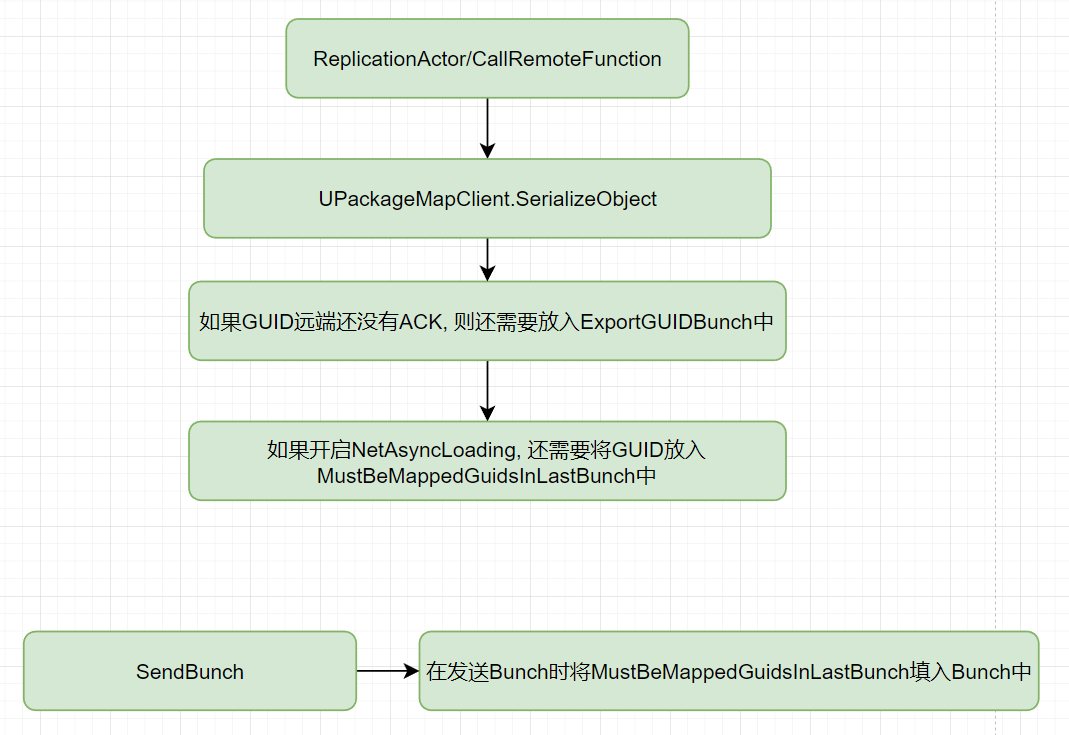 ReplicationActor/CallRemoteFunction
UPackageMapClient.SerializeObject
如果GUID远端还没有ACK, 则还需要放入ExportGUIDBunch中
如果开启NetAsyncLoading, 还需要将GUID放入
MustBeMappedGuidsInLastBunch中
SendBunch
在发送Bunch时将MustBeMappedGuidsInLastBunch填入Bunch中